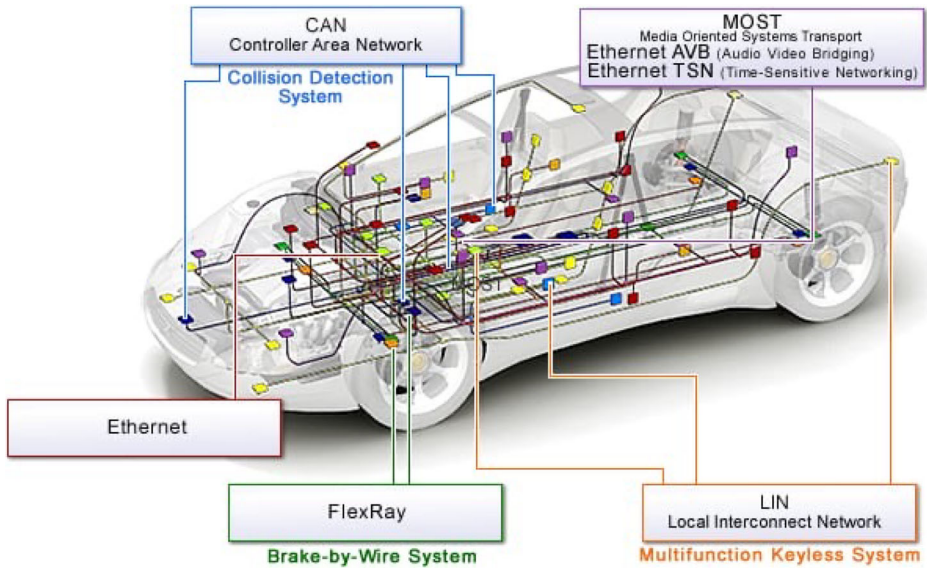 CAN
Controller Area Network
Collision Detection
System
MOST
Media Oriented Systems Transport
Ethernet AVB (Audio Video Bridging)
Ethernet TSN (Time-Sensitive Networking)
MOST
Ethernet
FlexRay
Brake-by-Wire System
LIN
Local Interconnect Network
Multifunction Keyless System